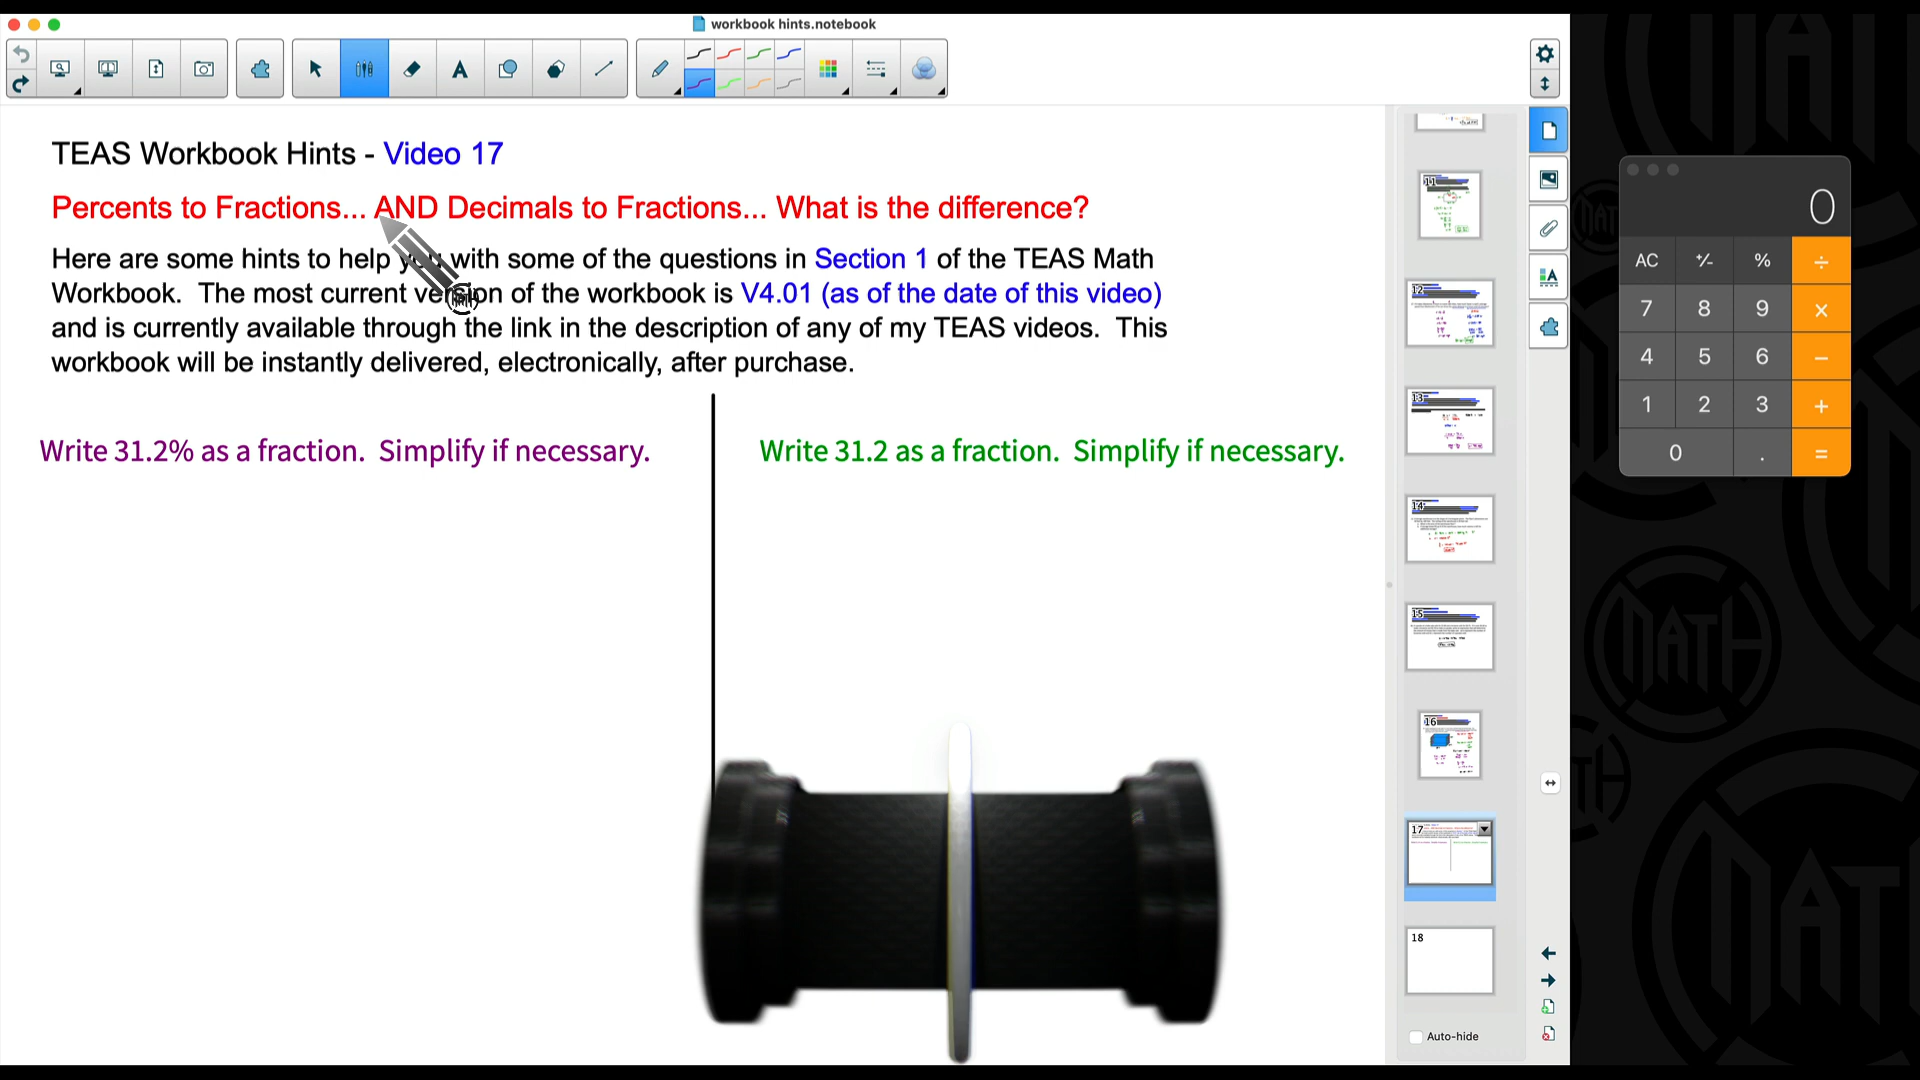 workbook hints.notebook
TEAS Workbook Hints - Video 17
Percents to Fractions... AND Decimals to Fractions... What is the difference?
Here are some hints to help you with some of the questions in Section 1 of the TEAS Math
Workbook. The most current version of the workbook is V4.01 (as of the date of this video)
and is currently available through the link in the description of any of my TEAS videos. This
workbook will be instantly delivered, electronically, after purchase.
Write 31.2% as a fraction. Simplify if necessary.
Write 31.2 as a fraction. Simplify if necessary.
11
12
13
14
15
16
17
18
Auto-hide
0
AC +/- % ÷
7 8 9 ×
4 5 6 −
1 2 3 +
0 . =
MATH
MATH
MATH